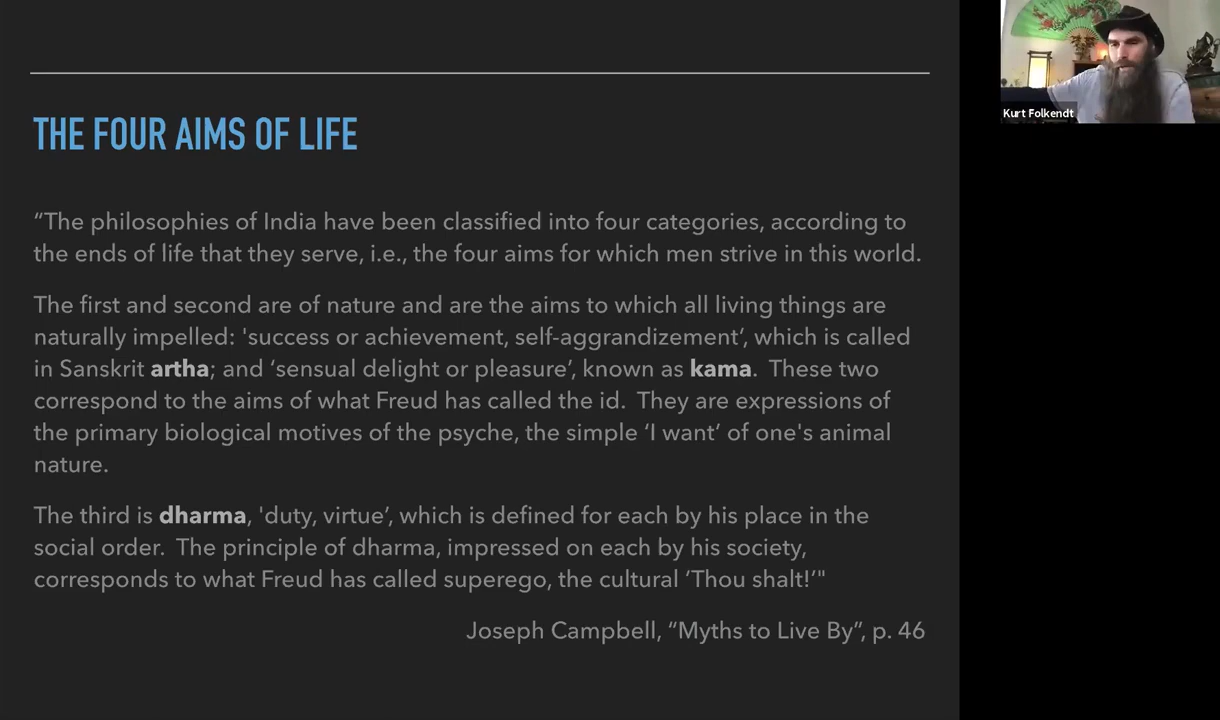 THE FOUR AIMS OF LIFE
“The philosophies of India have been classified into four categories, according to
the ends of life that they serve, i.e., the four aims for which men strive in this world.
The first and second are of nature and are the aims to which all living things are
naturally impelled: 'success or achievement, self-aggrandizement’, which is called
in Sanskrit artha; and ‘sensual delight or pleasure’, known as kama.  These two
correspond to the aims of what Freud has called the id.  They are expressions of
the primary biological motives of the psyche, the simple ‘I want’ of one's animal
nature.
The third is dharma, 'duty, virtue’, which is defined for each by his place in the
social order.  The principle of dharma, impressed on each by his society,
corresponds to what Freud has called superego, the cultural ‘Thou shalt!’"
Joseph Campbell, “Myths to Live By”, p. 46
Kurt Folkendt